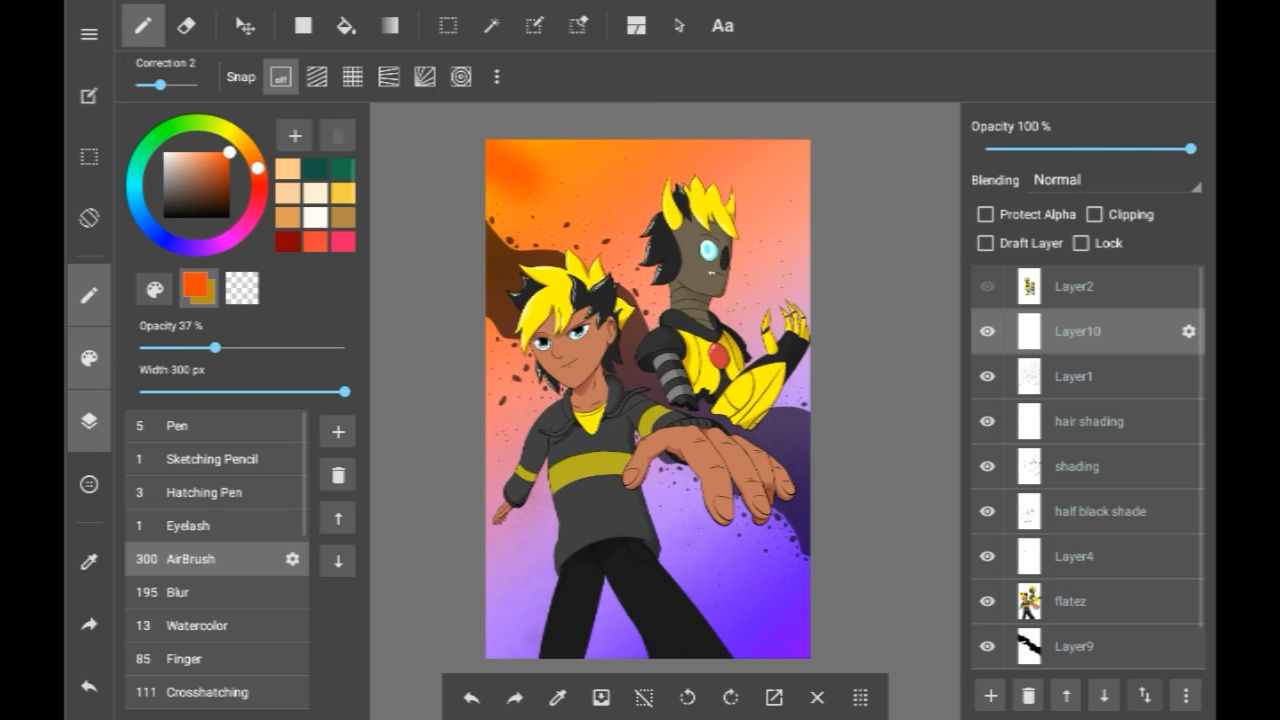 Aa
Correction 2
Snap
off
Opacity 37 %
Width 300 px
5 Pen
1 Sketching Pencil
3 Hatching Pen
1 Eyelash
300 AirBrush
195 Blur
13 Watercolor
85 Finger
111 Crosshatching
Opacity 100 %
Blending Normal
Protect Alpha Clipping
Draft Layer Lock
Layer2
Layer10
Layer1
hair shading
shading
half black shade
Layer4
flatez
Layer9